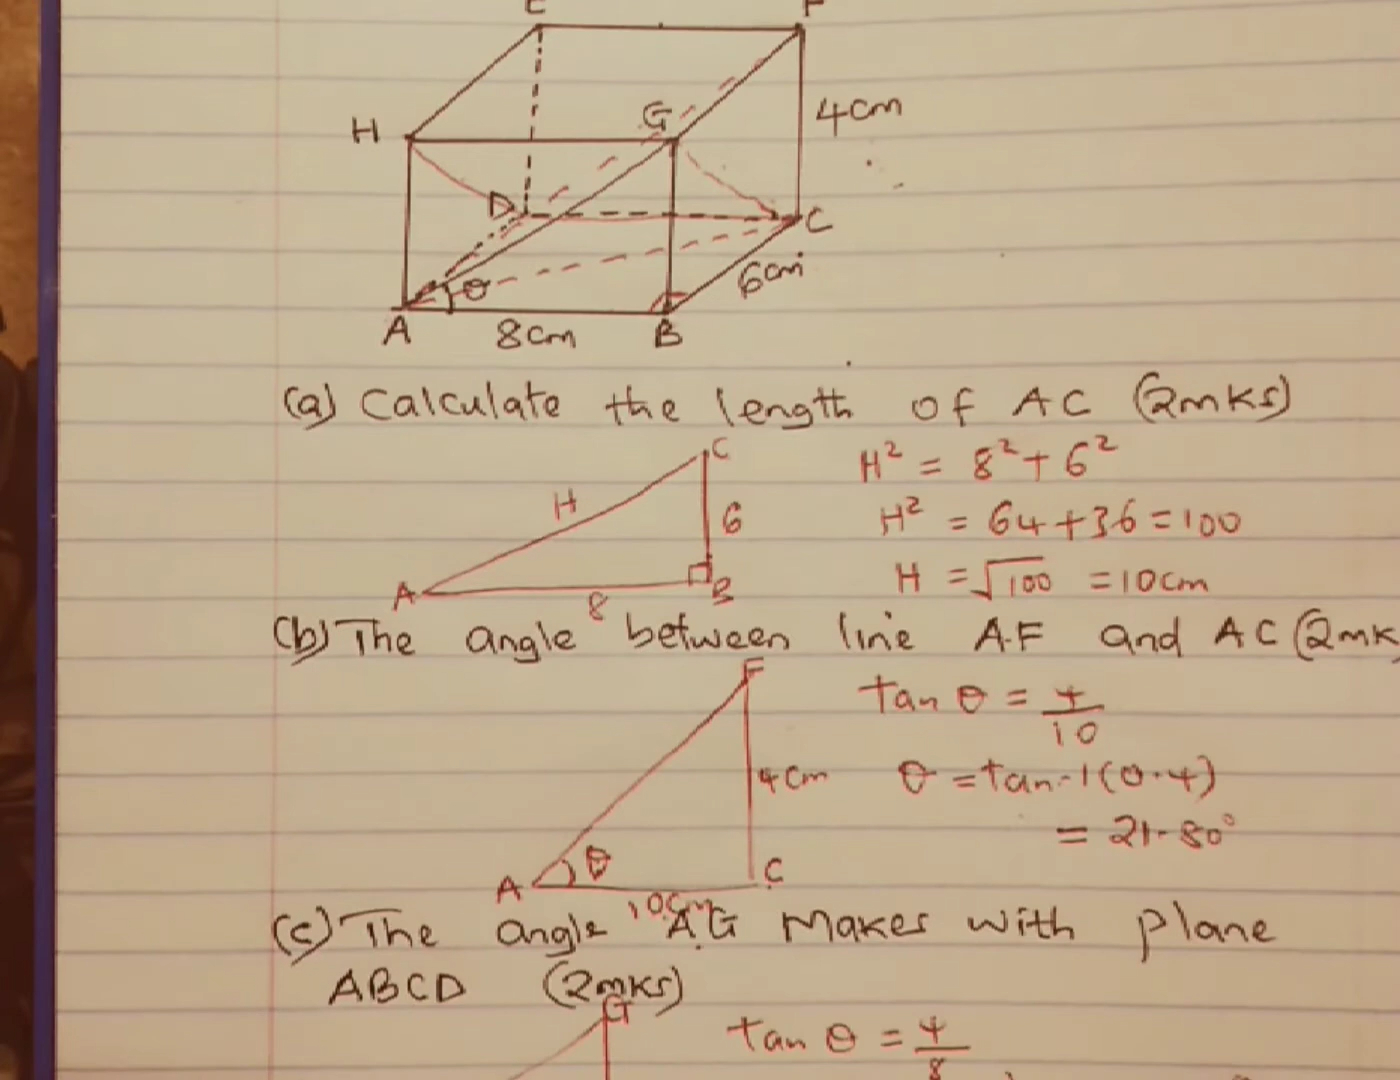 H
G
4cm
D
C
θ
6cm
A
8cm
B
(a) Calculate the length of AC (2mks)
C
H
6
A
8
B
H² = 8² + 6²
H² = 64+36=100
H = √100 = 10cm
(b) The angle between line A.F and AC (2mk
F
4cm
A
θ
10cm
C
tan θ = 4/10
θ = tan-1(0.4)
= 21.80°
(c) The angle AG Makes with plane
ABCD (2mks)
G
tan θ = 4/8